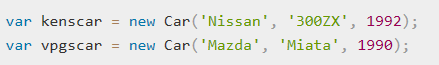 var kenscar = new Car('Nissan', '300ZX', 1992);
var vpgscar = new Car('Mazda', 'Miata', 1990);